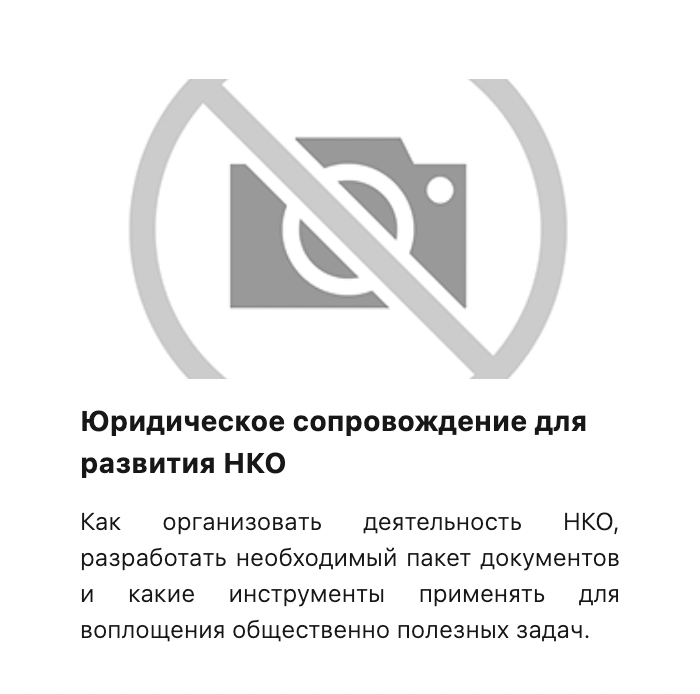 Юридическое сопровождение для
развития НКО
Как организовать деятельность НКО,
разработать необходимый пакет документов
и какие инструменты применять для
воплощения общественно полезных задач.